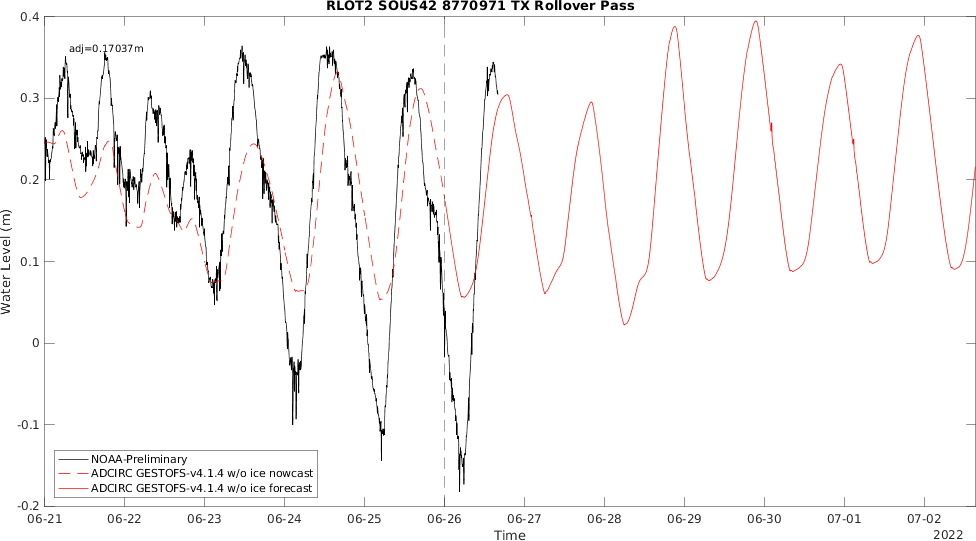 RLOT2 SOUS42 8770971 TX Rollover Pass
adj=0.17037m
0.4
0.3
0.2
0.1
0
-0.1
-0.2
Water Level (m)
NOAA-Preliminary
ADCIRC GESTOFS-v4.1.4 w/o ice nowcast
ADCIRC GESTOFS-v4.1.4 w/o ice forecast
06-21 06-22 06-23 06-24 06-25 06-26 06-27 06-28 06-29 06-30 07-01 07-02
Time
2022